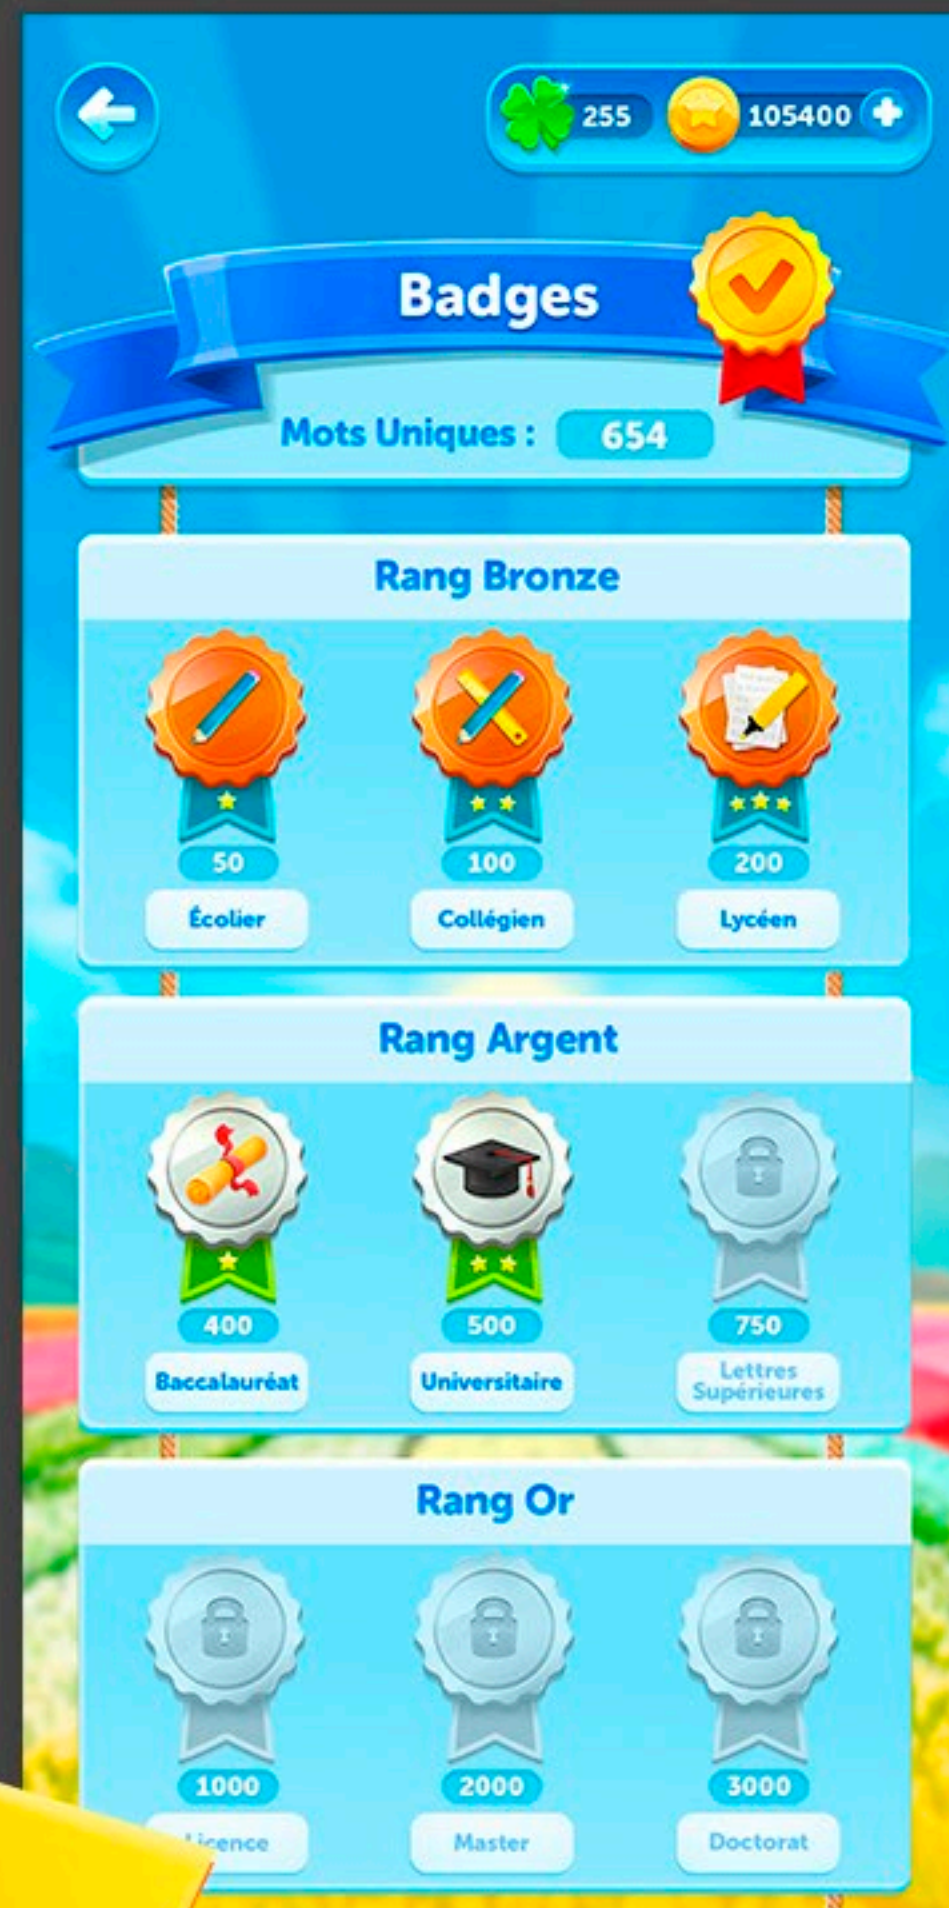 255 105400
Badges
Mots Uniques : 654
Rang Bronze
50 100 200
Écolier Collégien Lycéen
Rang Argent
400 500 750
Baccalauréat Universitaire Lettres
Supérieures
Rang Or
1000 2000 3000
Licence Master Doctorat